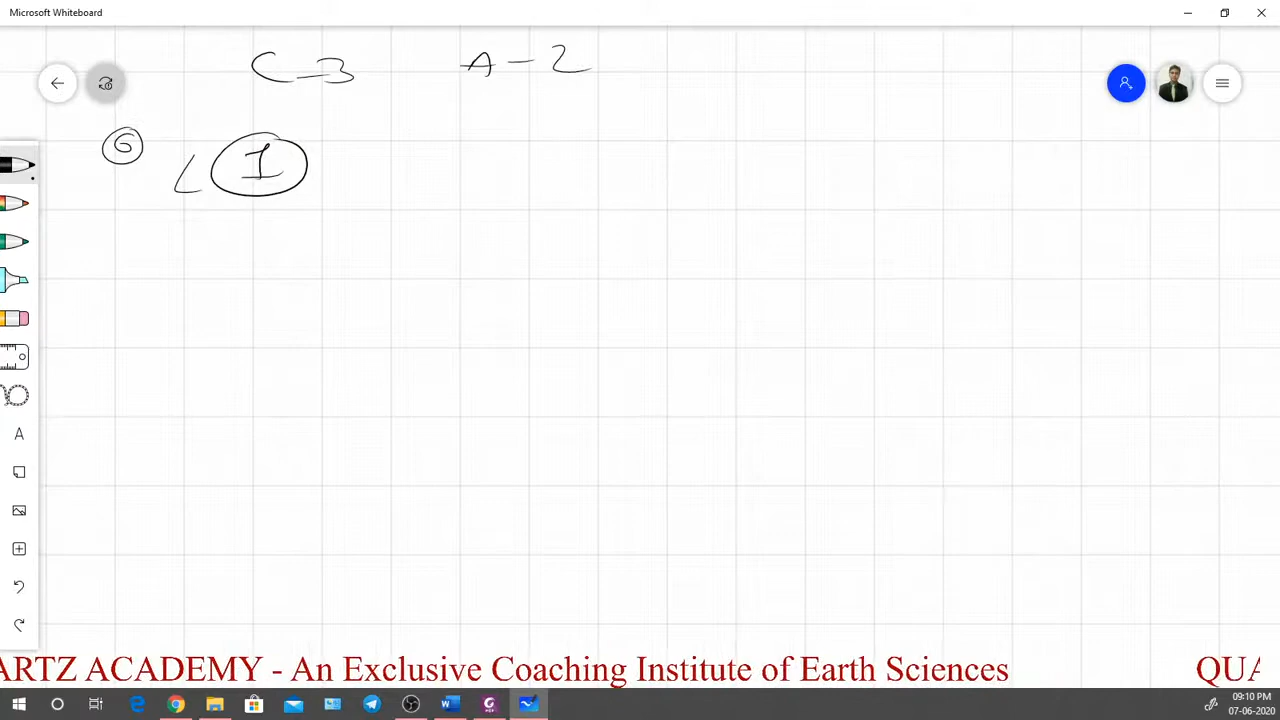 Microsoft Whiteboard
C-3 A-2
6
L I
A
ARTZ ACADEMY - An Exclusive Coaching Institute of Earth Sciences QUA
09:10 PM
07-06-2020